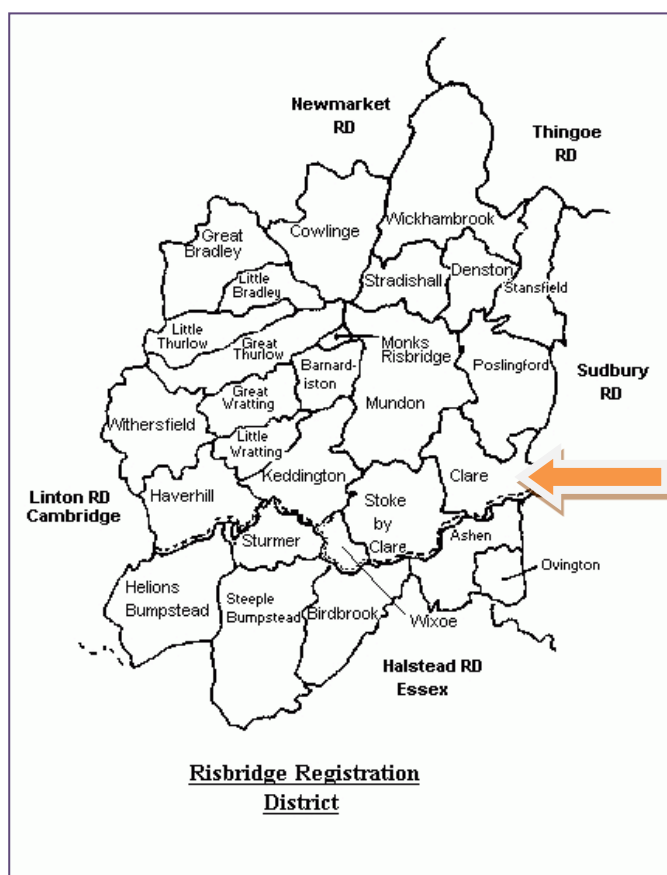 Newmarket
RD
Thingoe
RD
Wickhambrook
Cowlinge
Great
Bradley
Denston
Stradishall
Little
Bradley
Stansfield
Little
Thurlow
Great
Thurlow
Monks
Risbridge
Barnard-
iston
Poslingford
Sudbury
RD
Great
Wratting
Mundon
Withersfield
Little
Wratting
Keddington
Clare
Linton RD
Cambridge
Haverhill
Stoke
by
Clare
Sturmer
Ashen
Ovington
Helions
Bumpstead
Steeple
Bumpstead
Birdbrook
Wixoe
Halstead RD
Essex
Risbridge Registration
District